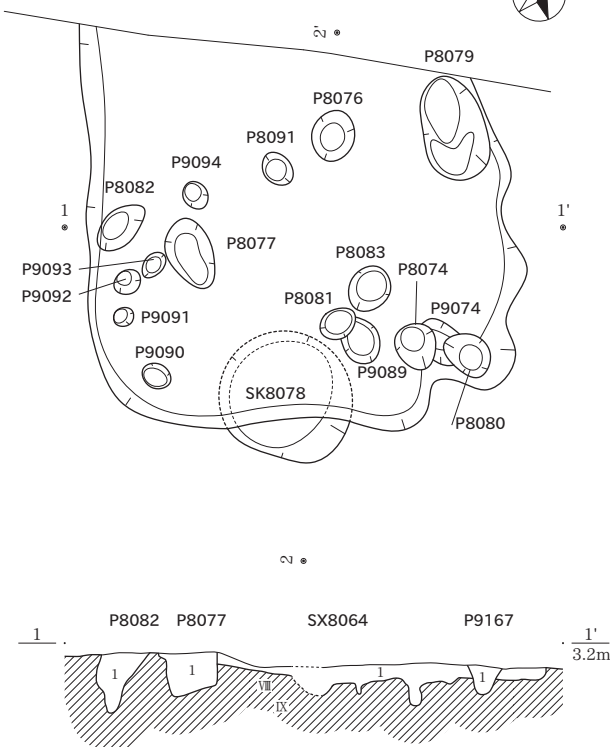 2'
P8079
P8076
P8091
P9094
P8082
1
1'
P8077
P9093
P8083
P8074
P9092
P8081
P9074
P9091
P9090
P9089
SK8078
P8080
2
P8082 P8077 SX8064 P9167
1
1'
3.2m
1
1
1
1
Ⅷ
Ⅸ